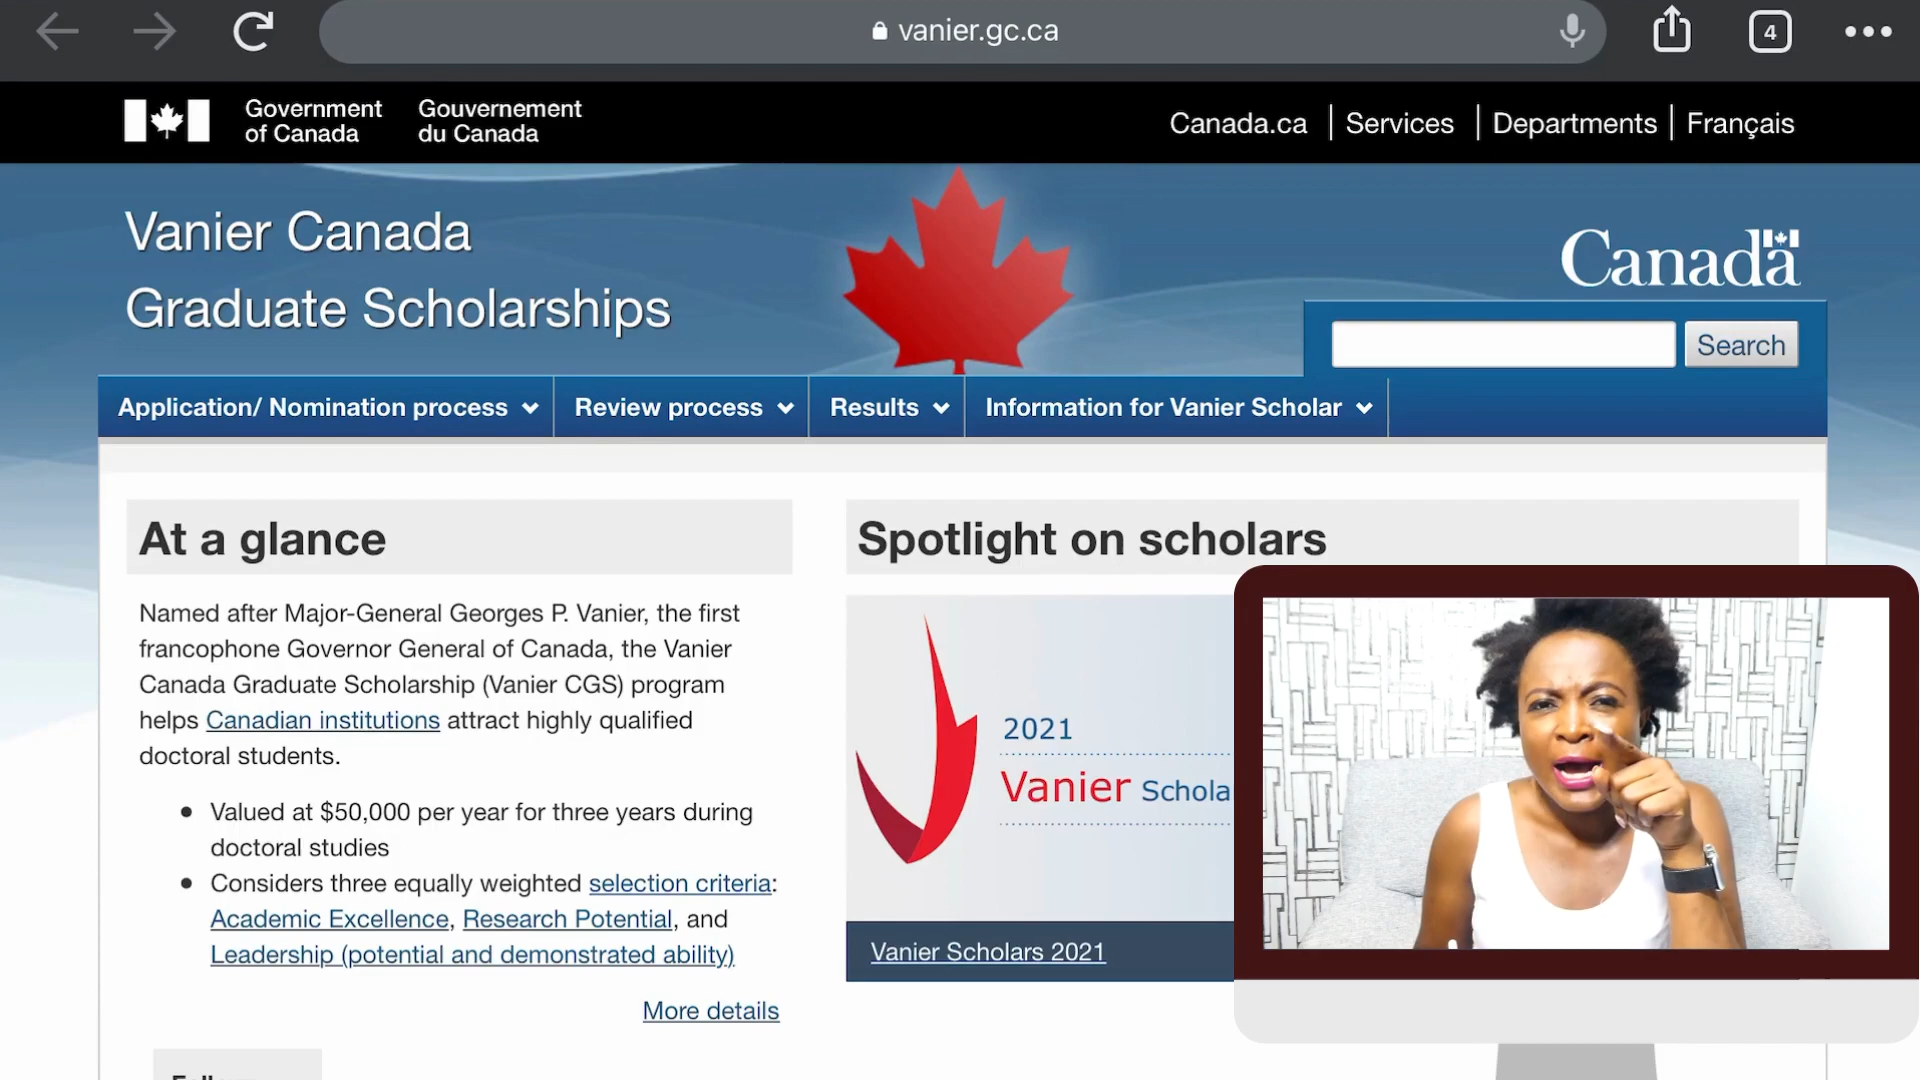 vanier.gc.ca
4
Government
of Canada
Gouvernement
du Canada
Canada.ca
Services
Departments
Français
Vanier Canada
Graduate Scholarships
Canada
Search
Application/ Nomination process
Review process
Results
Information for Vanier Scholar
At a glance
Named after Major-General Georges P. Vanier, the first
francophone Governor General of Canada, the Vanier
Canada Graduate Scholarship (Vanier CGS) program
helps Canadian institutions attract highly qualified
doctoral students.
Valued at $50,000 per year for three years during
doctoral studies
Considers three equally weighted selection criteria:
Academic Excellence, Research Potential, and
Leadership (potential and demonstrated ability)
More details
Spotlight on scholars
2021
Vanier Schola
Vanier Scholars 2021